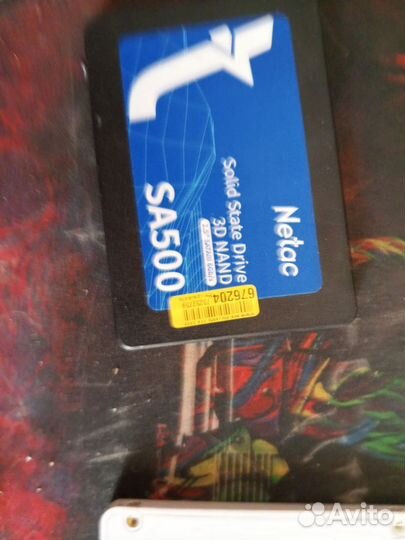 Netac
Solid State Drive
3D NAND
SA500
676204
Avito